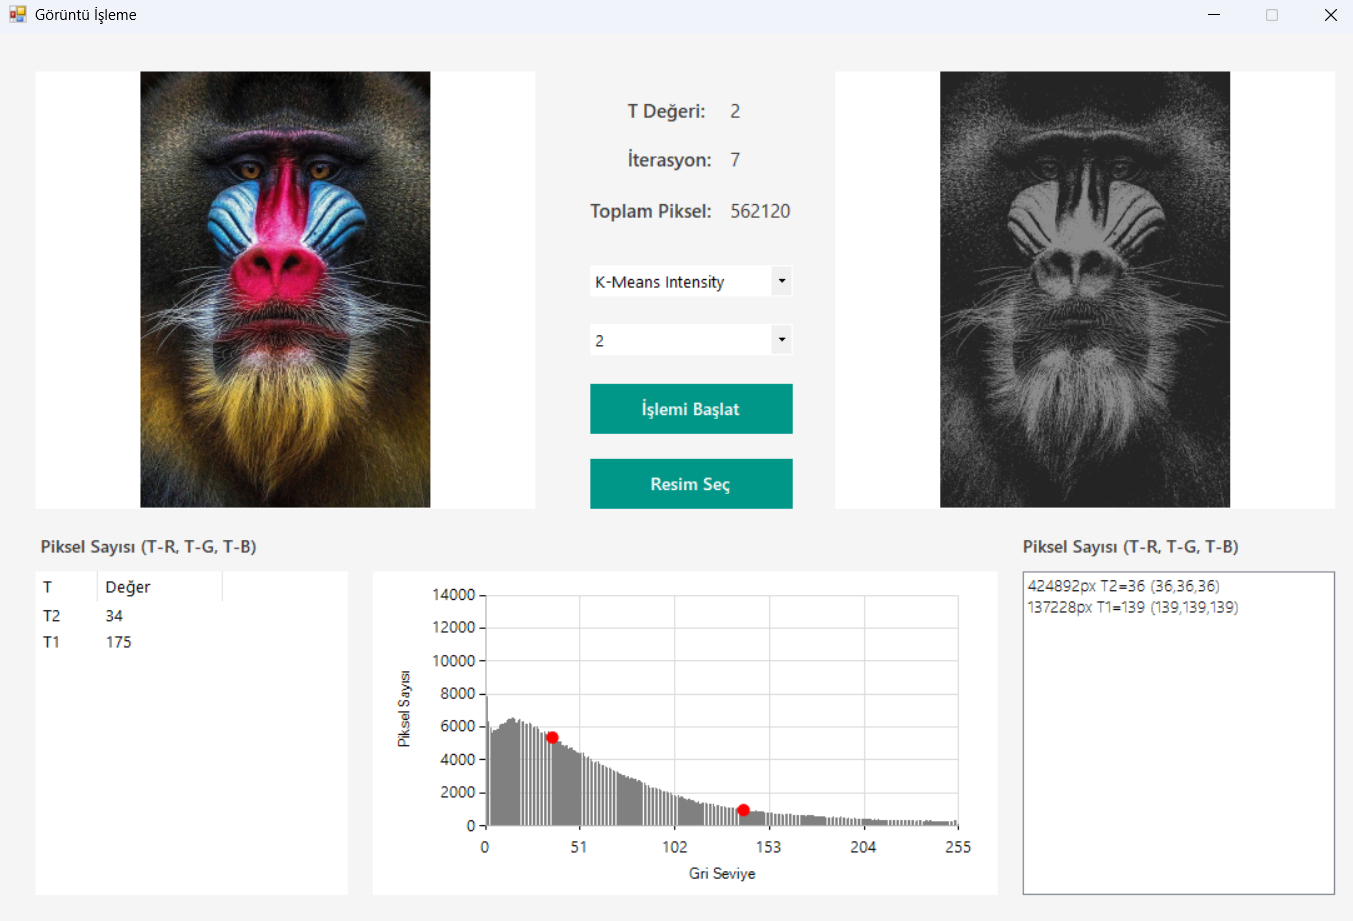 Görüntü İşleme
T Değeri: 2
İterasyon: 7
Toplam Piksel: 562120
K-Means Intensity
2
İşlemi Başlat
Resim Seç
Piksel Sayısı (T-R, T-G, T-B)
T Değer
T2 34
T1 175
14000
12000
10000
8000
6000
4000
2000
0
Piksel Sayısı
0 51 102 153 204 255
Gri Seviye
Piksel Sayısı (T-R, T-G, T-B)
424892px T2=36 (36,36,36)
137228px T1=139 (139,139,139)